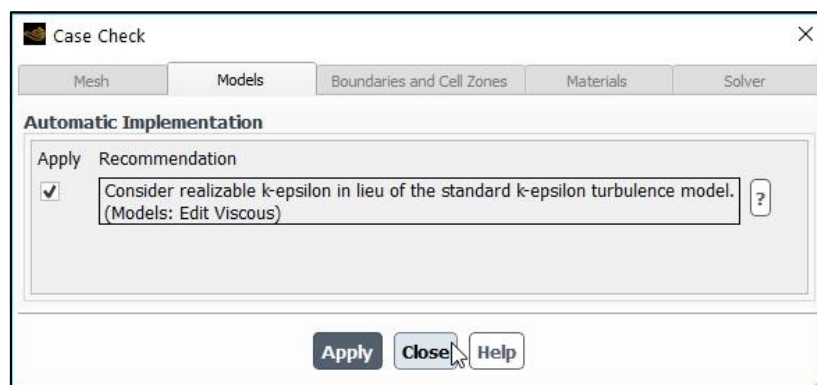 Case Check
Mesh
Models
Boundaries and Cell Zones
Materials
Solver
Automatic Implementation
Apply Recommendation
Consider realizable k-epsilon in lieu of the standard k-epsilon turbulence model.
(Models: Edit Viscous)
?
Apply
Close
Help